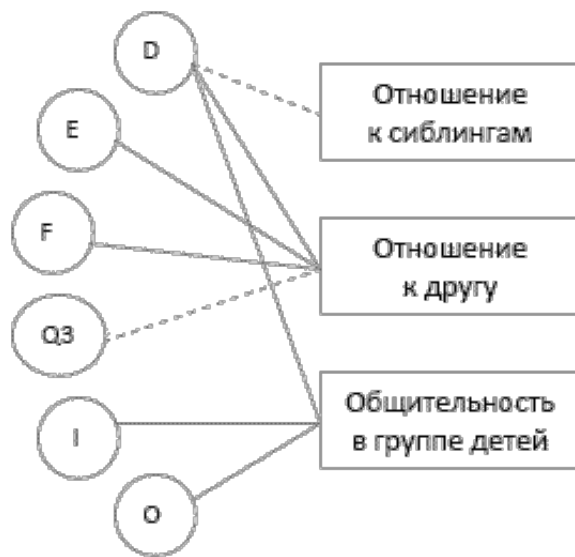 D
E
F
Q3
I
O
Отношение
к сиблингам
Отношение
к другу
Общительность
в группе детей